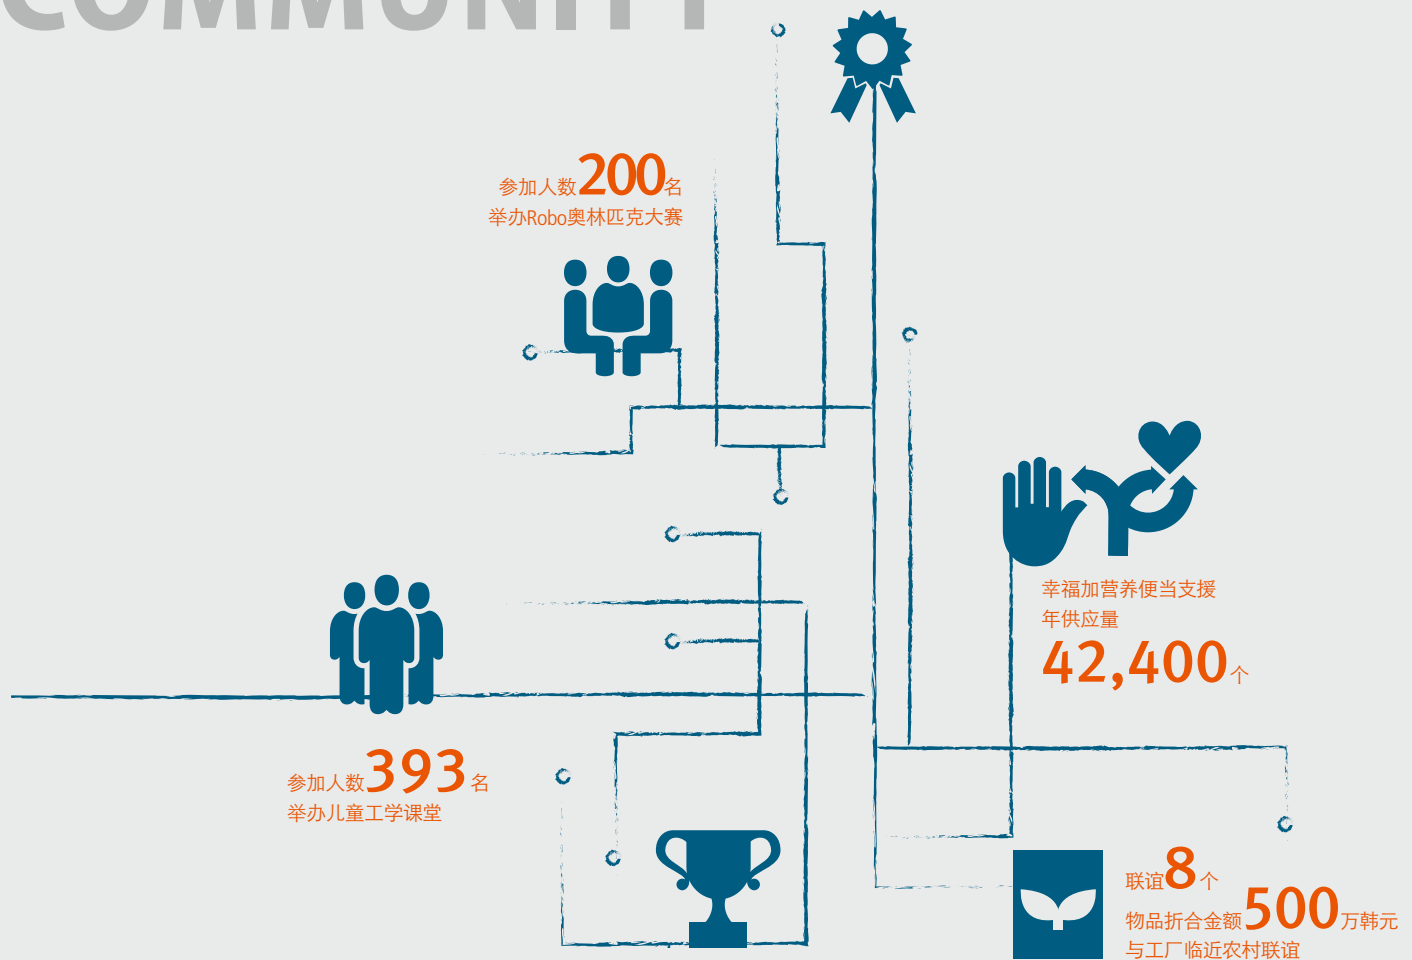 COMMUNITY
参加人数200名
举办Robo奥林匹克大赛
幸福加营养便当支援
年供应量
42,400个
参加人数393名
举办儿童工学课堂
联谊8个
物品折合金额500万韩元
与工厂临近农村联谊